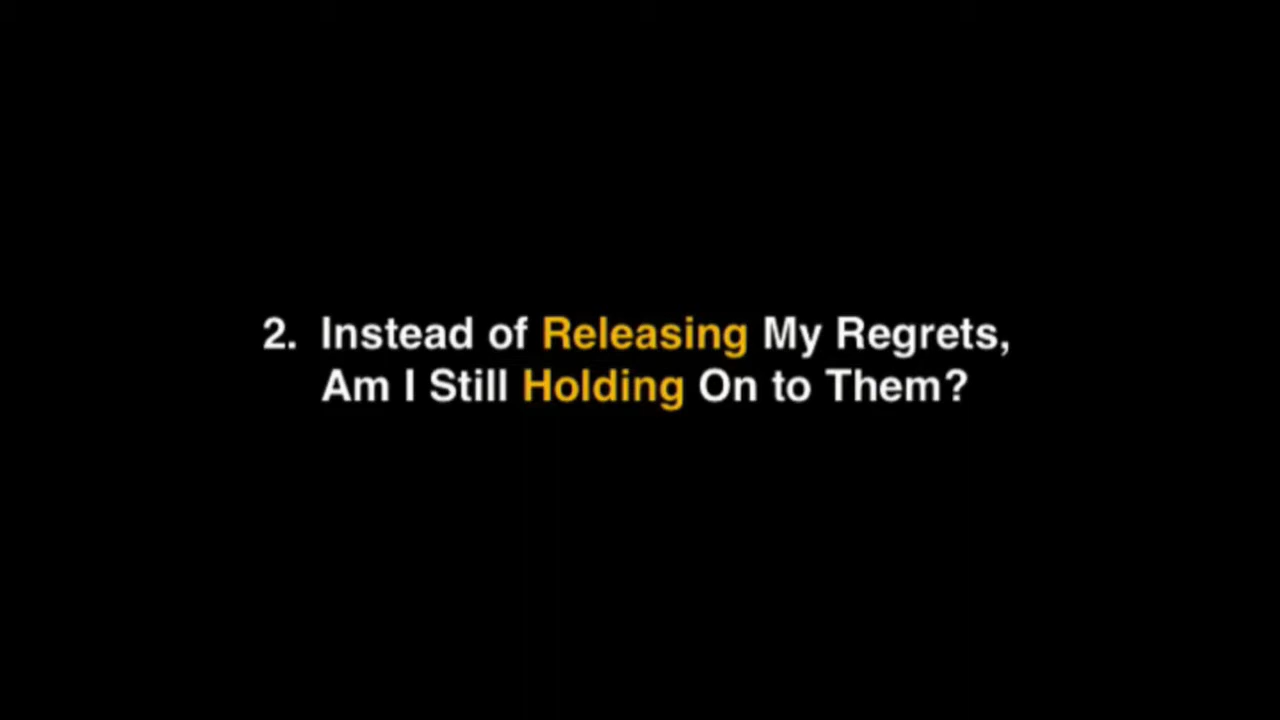 2. Instead of Releasing My Regrets,
Am I Still Holding On to Them?